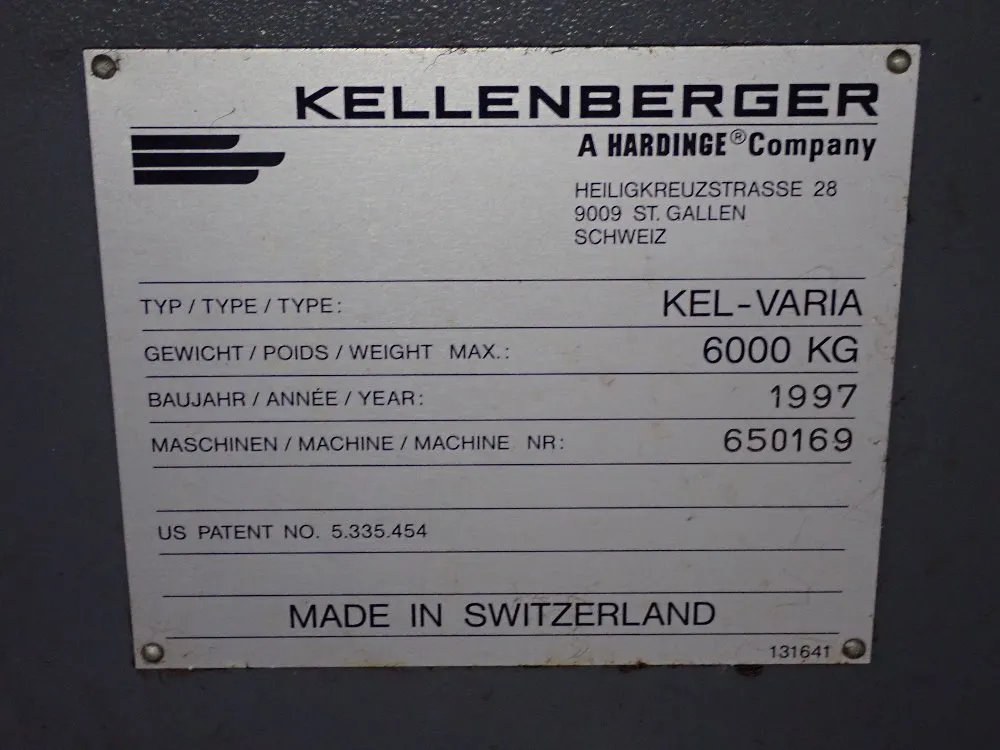 KELLENBERGER
A HARDINGE® Company
HEILIGKREUZSTRASSE 28
9009 ST. GALLEN
SCHWEIZ
TYP / TYPE / TYPE: KEL-VARIA
GEWICHT / POIDS / WEIGHT MAX.: 6000 KG
BAUJAHR / ANNÉE / YEAR: 1997
MASCHINEN / MACHINE / MACHINE NR: 650169
US PATENT NO. 5.335.454
MADE IN SWITZERLAND
131641